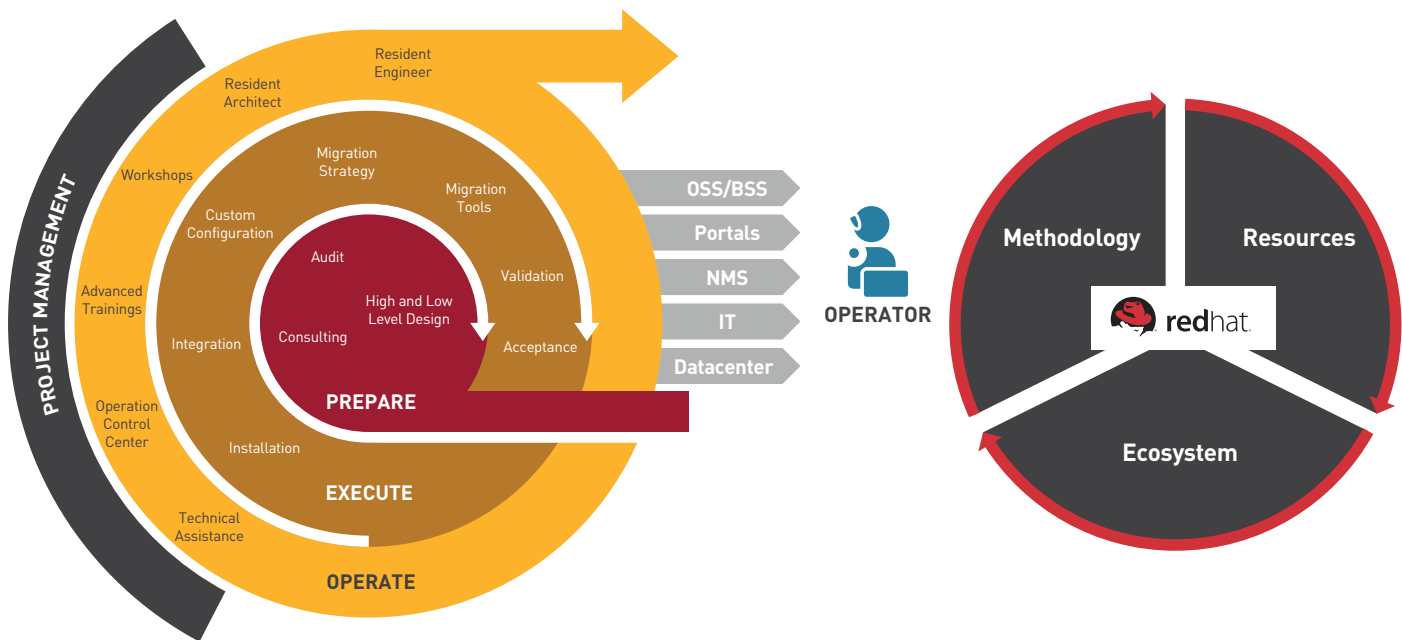 PROJECT MANAGEMENT
Resident
Engineer
Resident
Architect
Workshops
Advanced
Trainings
Operation
Control
Center
Technical
Assistance
OPERATE
Migration
Strategy
Migration
Tools
Custom
Configuration
Validation
Integration
Acceptance
Installation
EXECUTE
Audit
High and Low
Level Design
Consulting
PREPARE
OSS/BSS
Portals
NMS
IT
Datacenter
OPERATOR
Methodology
Resources
redhat.
Ecosystem